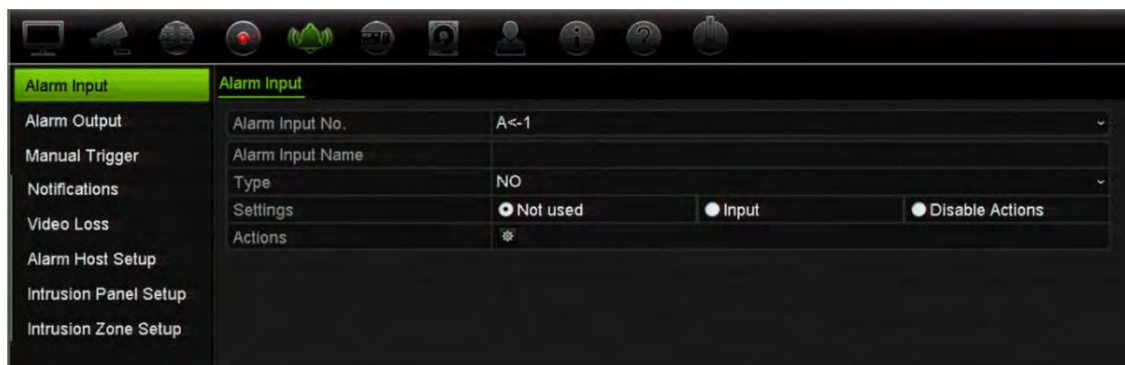 Alarm Input
Alarm Output
Manual Trigger
Notifications
Video Loss
Alarm Host Setup
Intrusion Panel Setup
Intrusion Zone Setup
Alarm Input
Alarm Input No. A<-1
Alarm Input Name
Type NO
Settings Not used Input Disable Actions
Actions